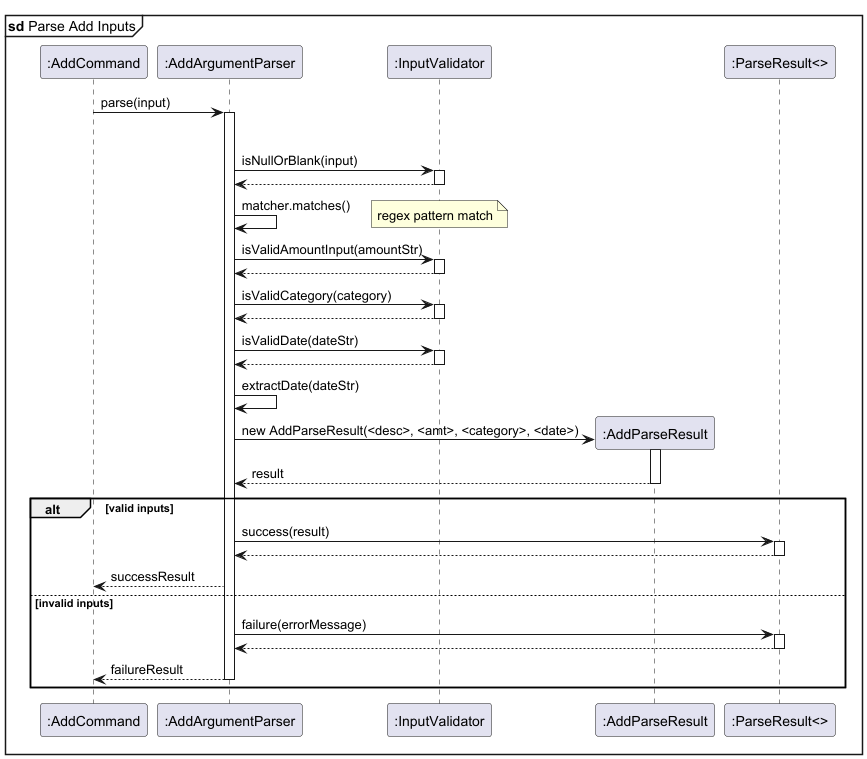 sd Parse Add Inputs
:AddCommand :AddArgumentParser :InputValidator :ParseResult<>
parse(input)
isNullOrBlank(input)
matcher.matches() regex pattern match
isValidAmountInput(amountStr)
isValidCategory(category)
isValidDate(dateStr)
extractDate(dateStr)
new AddParseResult(<desc>, <amt>, <category>, <date>) :AddParseResult
result
alt [valid inputs]
success(result)
successResult
[invalid inputs]
failure(errorMessage)
failureResult
:AddCommand :AddArgumentParser :InputValidator :AddParseResult :ParseResult<>